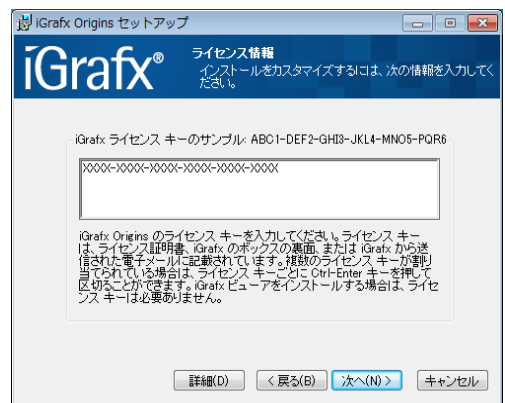 iGrafx Origins セットアップ
iGrafx®
ライセンス情報
インストールをカスタマイズするには、次の情報を入力してく
ださい。
iGrafx ライセンス キーのサンプル: ABC1-DEF2-GHI3-JKL4-MNO5-PQR6
XXXX-XXXX-XXXX-XXXX-XXXX-XXXX
iGrafx Origins のライセンス キーを入力してください。ライセンス キー
は、ライセンス証明書、iGrafx のボックスの裏面、または iGrafx から送
信された電子メールに記載されています。複数のライセンス キーが割り
当てられている場合は、ライセンス キーごとに Ctrl-Enter キーを押して
区切ることができます。iGrafx ビューアをインストールする場合は、ライセ
ンス キーは必要ありません。
詳細(D)
< 戻る(B)
次へ(N) >
キャンセル